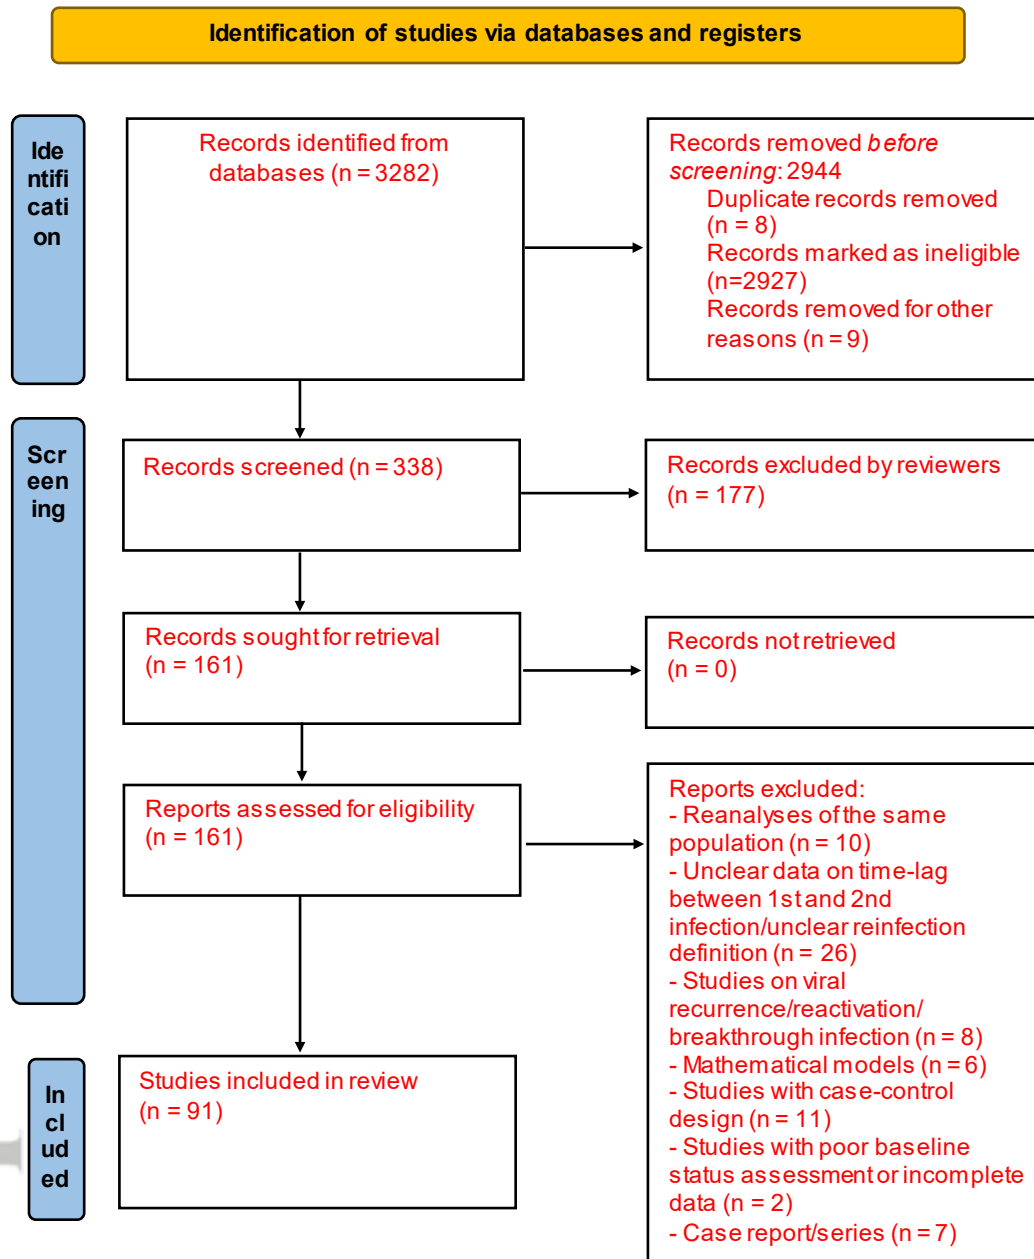 Identification of studies via databases and registers
Ide
ntifi
cati
on
Records identified from
databases (n = 3282)
Records removed before
screening: 2944
Duplicate records removed
(n = 8)
Records marked as ineligible
(n=2927)
Records removed for other
reasons (n = 9)
Scr
een
ing
Records screened (n = 338)
Records excluded by reviewers
(n = 177)
Records sought for retrieval
(n = 161)
Records not retrieved
(n = 0)
Reports assessed for eligibility
(n = 161)
Reports excluded:
- Reanalyses of the same
population (n = 10)
- Unclear data on time-lag
between 1st and 2nd
infection/unclear reinfection
definition (n = 26)
- Studies on viral
recurrence/reactivation/
breakthrough infection (n = 8)
- Mathematical models (n = 6)
- Studies with case-control
design (n = 11)
- Studies with poor baseline
status assessment or incomplete
data (n = 2)
- Case report/series (n = 7)
In
cl
ud
ed
Studies included in review
(n = 91)